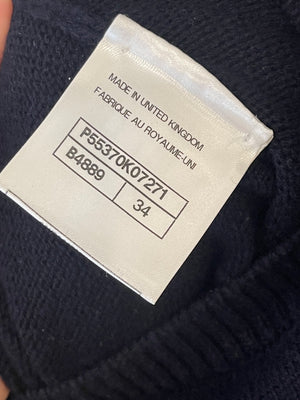 MADE IN UNITED KINGDOM
FABRIQUE AU ROYAUME-UNI
P55370K07271
B4889 34